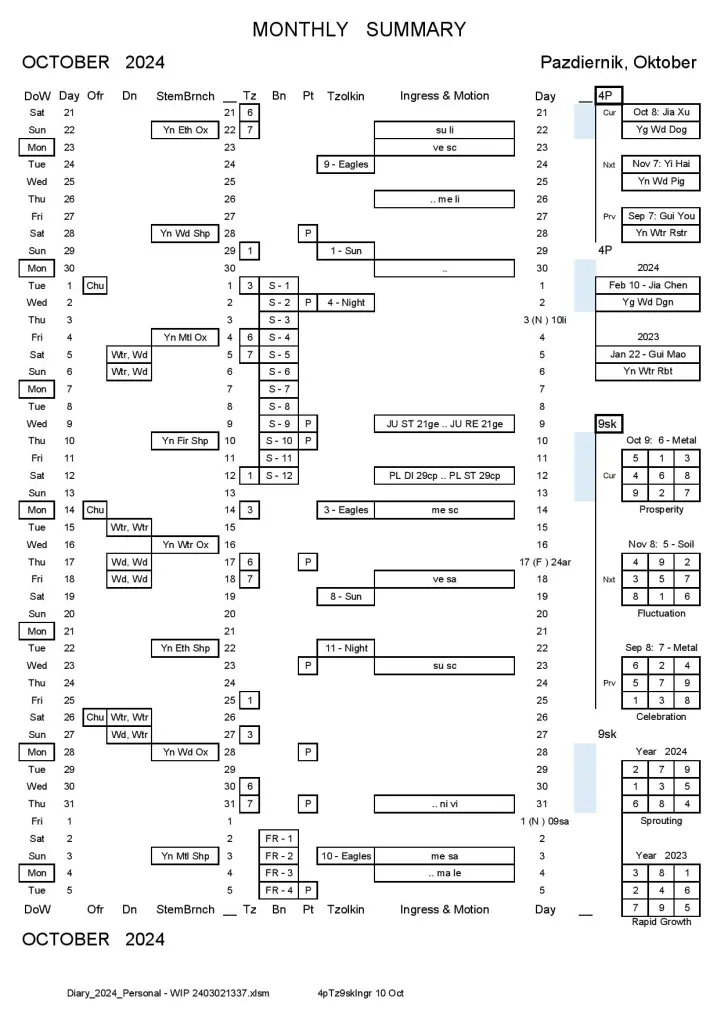 MONTHLY SUMMARY
OCTOBER 2024 Pazdiernik, Oktober
DoW Day Ofr Dn StemBrnch __ Tz Bn Pt Tzolkin Ingress & Motion Day __ 4P
Sat 21 21 6 21 Cur Oct 8: Jia Xu
Sun 22 Yn Eth Ox 22 7 su li 22 Yg Wd Dog
Mon 23 23 ve sc 23
Tue 24 24 9 - Eagles 24 Nxt Nov 7: Yi Hai
Wed 25 25 25 Yn Wd Pig
Thu 26 26 .. me li 26
Fri 27 27 27 Prv Sep 7: Gui You
Sat 28 Yn Wd Shp 28 P 28 Yn Wtr Rstr
Sun 29 29 1 1 - Sun 29 4P
Mon 30 30 .. 30 2024
Tue 1 Chu 1 3 S - 1 1 Feb 10 - Jia Chen
Wed 2 2 S - 2 P 4 - Night 2 Yg Wd Dgn
Thu 3 3 S - 3 3 (N ) 10li
Fri 4 Yn Mtl Ox 4 6 S - 4 4 2023
Sat 5 Wtr, Wd 5 7 S - 5 5 Jan 22 - Gui Mao
Sun 6 Wtr, Wd 6 S - 6 6 Yn Wtr Rbt
Mon 7 7 S - 7 7
Tue 8 8 S - 8 8
Wed 9 9 S - 9 P JU ST 21ge .. JU RE 21ge 9 9sk
Thu 10 Yn Fir Shp 10 S - 10 P 10 Oct 9: 6 - Metal
Fri 11 11 S - 11 11 5 1 3
Sat 12 12 1 S - 12 PL DI 29cp .. PL ST 29cp 12 Cur 4 6 8
Sun 13 13 13 9 2 7
Mon 14 Chu 14 3 3 - Eagles me sc 14 Prosperity
Tue 15 Wtr, Wtr 15 15
Wed 16 Yn Wtr Ox 16 16 Nov 8: 5 - Soil
Thu 17 Wd, Wd 17 6 P 17 (F ) 24ar 4 9 2
Fri 18 Wd, Wd 18 7 ve sa 18 Nxt 3 5 7
Sat 19 19 8 - Sun 19 8 1 6
Sun 20 20 20 Fluctuation
Mon 21 21 21
Tue 22 Yn Eth Shp 22 11 - Night 22 Sep 8: 7 - Metal
Wed 23 23 P su sc 23 6 2 4
Thu 24 24 24 Prv 5 7 9
Fri 25 25 1 25 1 3 8
Sat 26 Chu Wtr, Wtr 26 26 Celebration
Sun 27 Wd, Wtr 27 3 27 9sk
Mon 28 Yn Wd Ox 28 P 28 Year 2024
Tue 29 29 29 2 7 9
Wed 30 30 6 30 1 3 5
Thu 31 31 7 P .. ni vi 31 6 8 4
Fri 1 1 1 (N ) 09sa Sprouting
Sat 2 2 FR - 1 2
Sun 3 Yn Mtl Shp 3 FR - 2 10 - Eagles me sa 3 Year 2023
Mon 4 4 FR - 3 .. ma le 4 3 8 1
Tue 5 5 FR - 4 P 5 2 4 6
DoW Ofr Dn StemBrnch __ Tz Bn Pt Tzolkin Ingress & Motion Day __ 7 9 5
Rapid Growth
OCTOBER 2024
Diary_2024_Personal - WIP 2403021337.xlsm 4pTz9skIngr 10 Oct